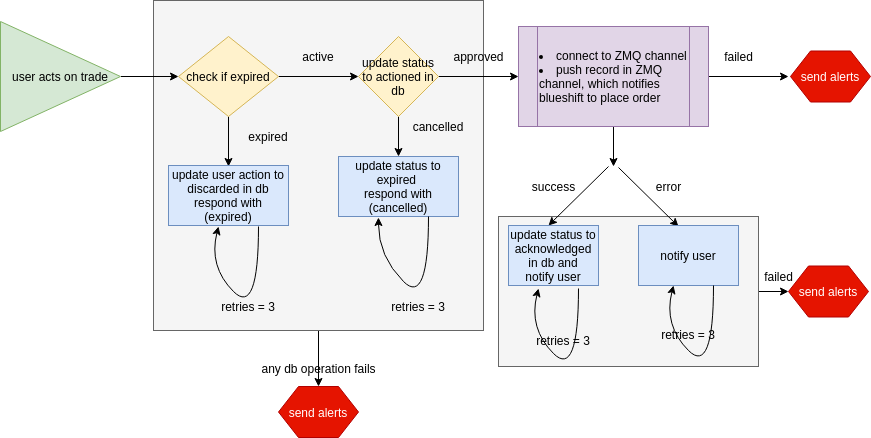 user acts on trade
check if expired
active
update status
to actioned in
db
approved
• connect to ZMQ channel
• push record in ZMQ
channel, which notifies
blueshift to place order
failed
send alerts
expired
cancelled
update user action to
discarded in db
respond with
(expired)
update status to
expired
respond with
(cancelled)
retries = 3
retries = 3
success
error
update status to
acknowledged
in db and
notify user
notify user
retries = 3
retries = 3
failed
send alerts
any db operation fails
send alerts